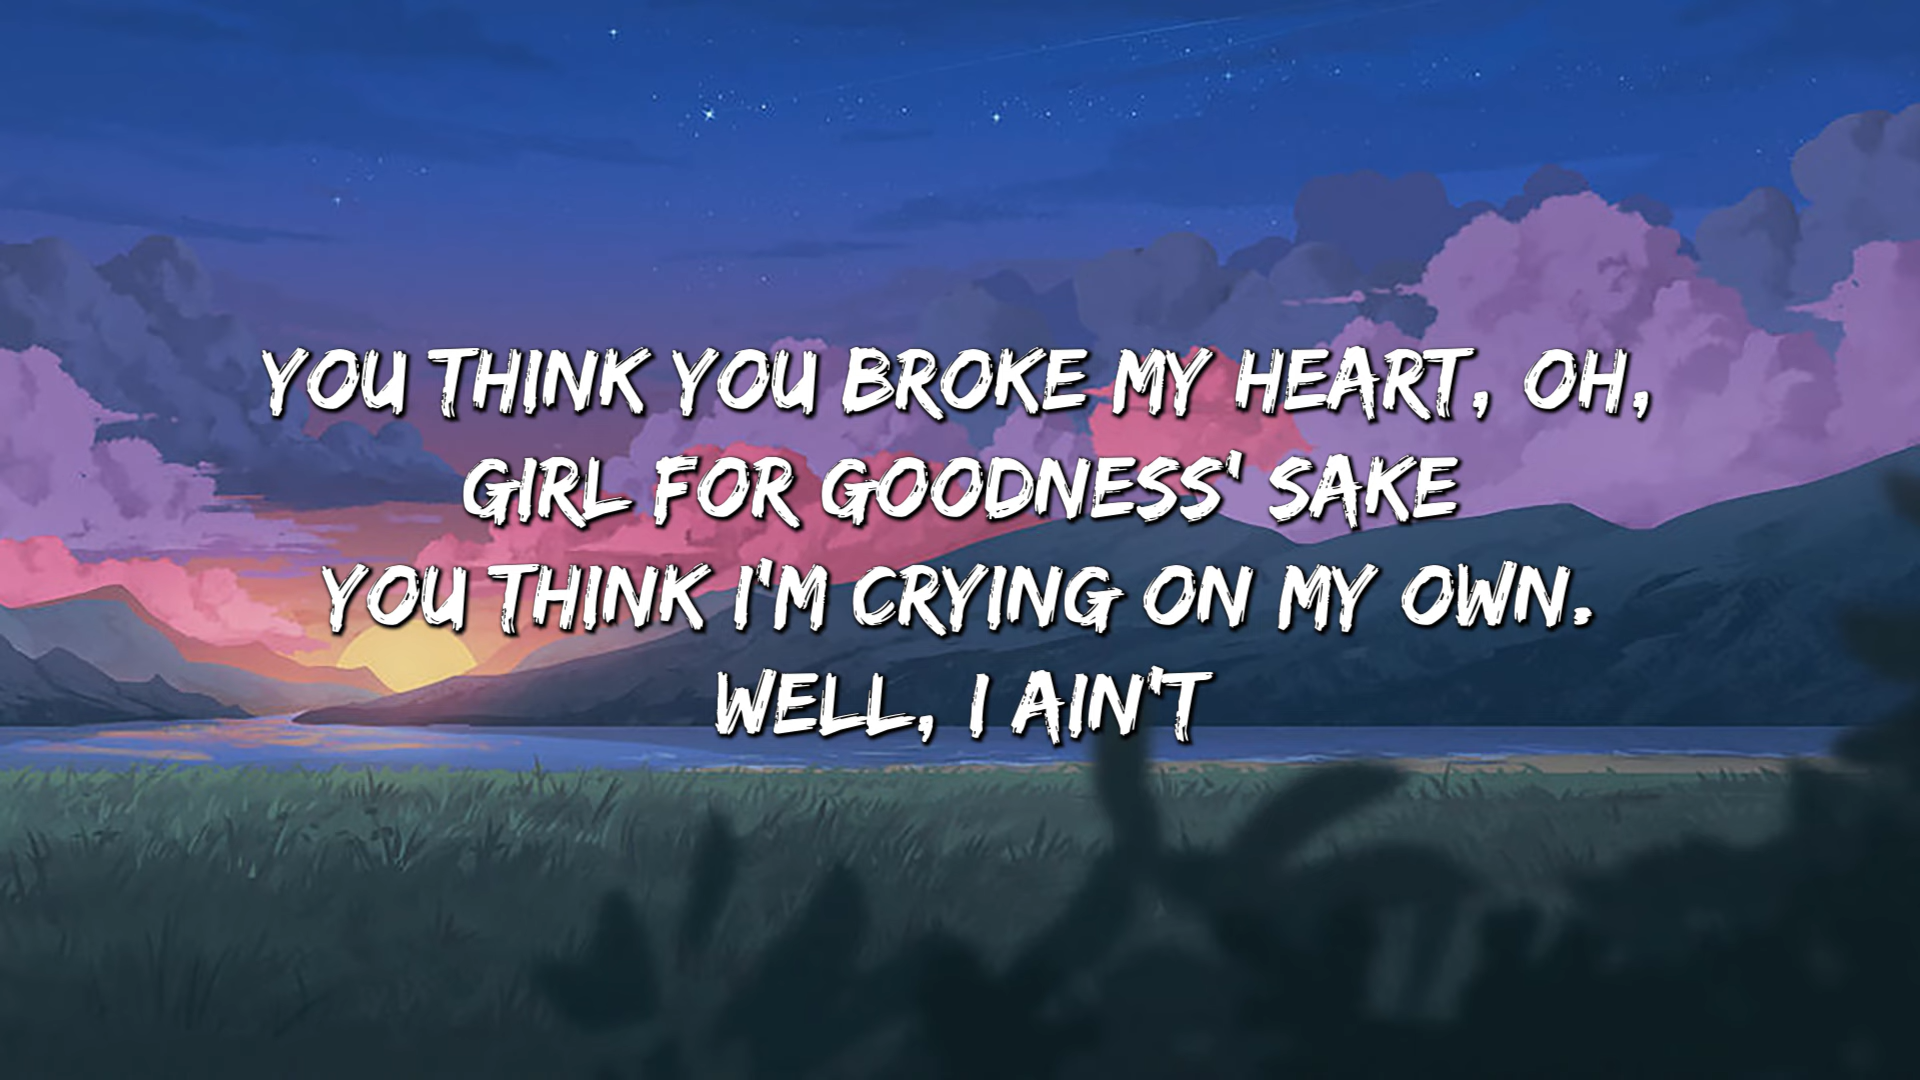 YOU THINK YOU BROKE MY HEART, OH,
GIRL FOR GOODNESS' SAKE
YOU THINK I'M CRYING ON MY OWN.
WELL, I AIN'T